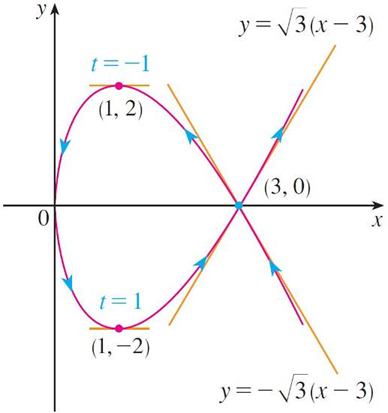 y
y = √3(x − 3)
t = −1
(1, 2)
(3, 0)
0
x
t = 1
(1, −2)
y = −√3(x − 3)